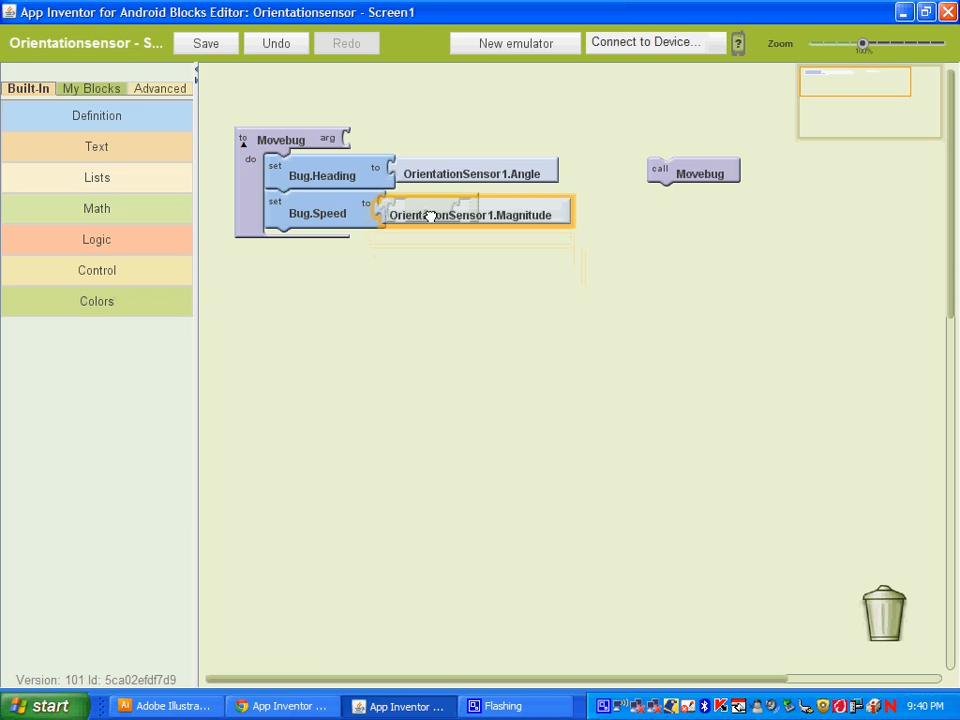 App Inventor for Android Blocks Editor: Orientationsensor - Screen1
Orientationsensor - S... Save Undo Redo New emulator Connect to Device... ? Zoom 100%
Built-In My Blocks Advanced
Definition
Text
Lists
Math
Logic
Control
Colors
to Movebug arg
do
set Bug.Heading to OrientationSensor1.Angle
set Bug.Speed to OrientationSensor1.Magnitude
call Movebug
Version: 101 Id: 5ca02efdf7d9
start Adobe Illustra... App Inventor ... App Inventor ... Flashing 9:40 PM